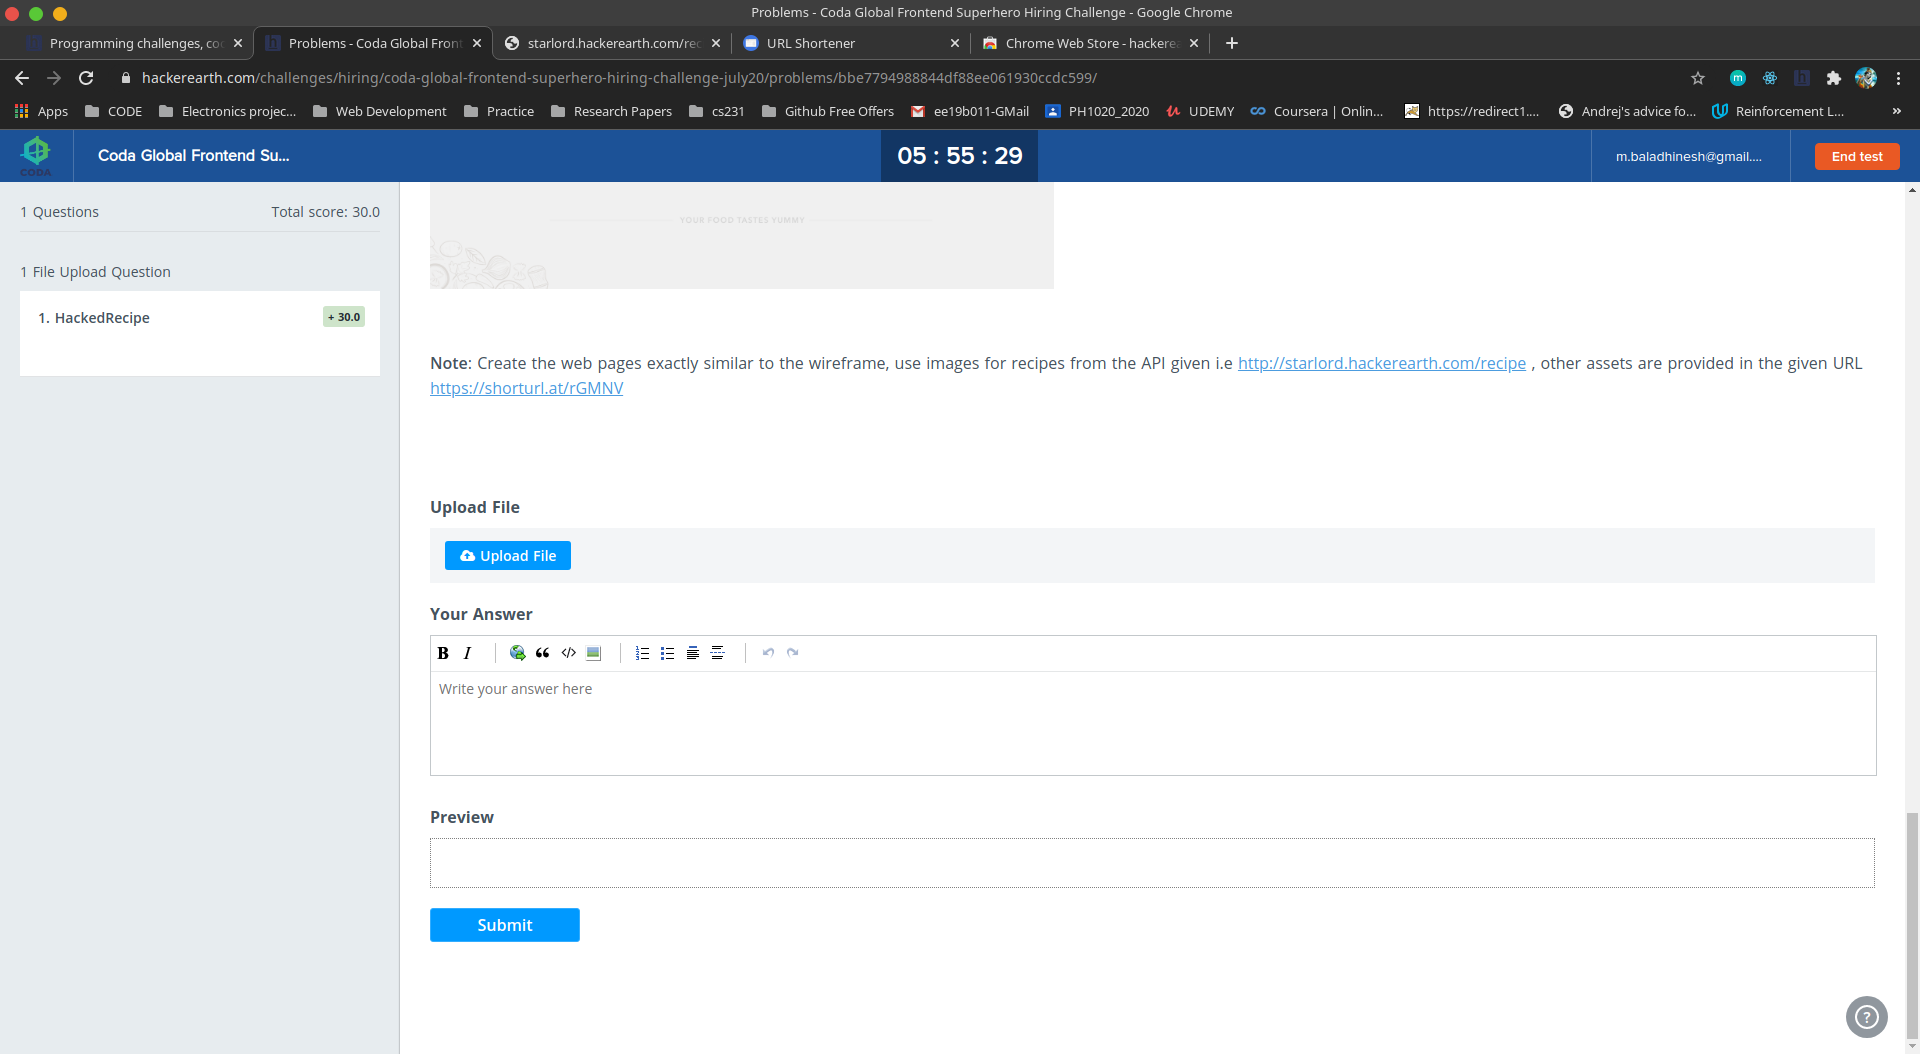 Problems - Coda Global Frontend Superhero Hiring Challenge - Google Chrome
Programming challenges, co
Problems - Coda Global Front
starlord.hackerearth.com/rec
URL Shortener
Chrome Web Store - hackerea
hackerearth.com/challenges/hiring/coda-global-frontend-superhero-hiring-challenge-july20/problems/bbe7794988844df88ee061930ccdc599/
Apps CODE Electronics projec... Web Development Practice Research Papers cs231 Github Free Offers ee19b011-GMail PH1020_2020 UDEMY Coursera | Onlin... https://redirect1.... Andrej's advice fo... Reinforcement L... »
CODA
Coda Global Frontend Su...
05 : 55 : 29
m.baladhinesh@gmail....
End test
1 Questions
Total score: 30.0
1 File Upload Question
1. HackedRecipe
+ 30.0
YOUR FOOD TASTES YUMMY
Note: Create the web pages exactly similar to the wireframe, use images for recipes from the API given i.e http://starlord.hackerearth.com/recipe , other assets are provided in the given URL
https://shorturl.at/rGMNV
Upload File
Upload File
Your Answer
B I
Write your answer here
Preview
Submit
?